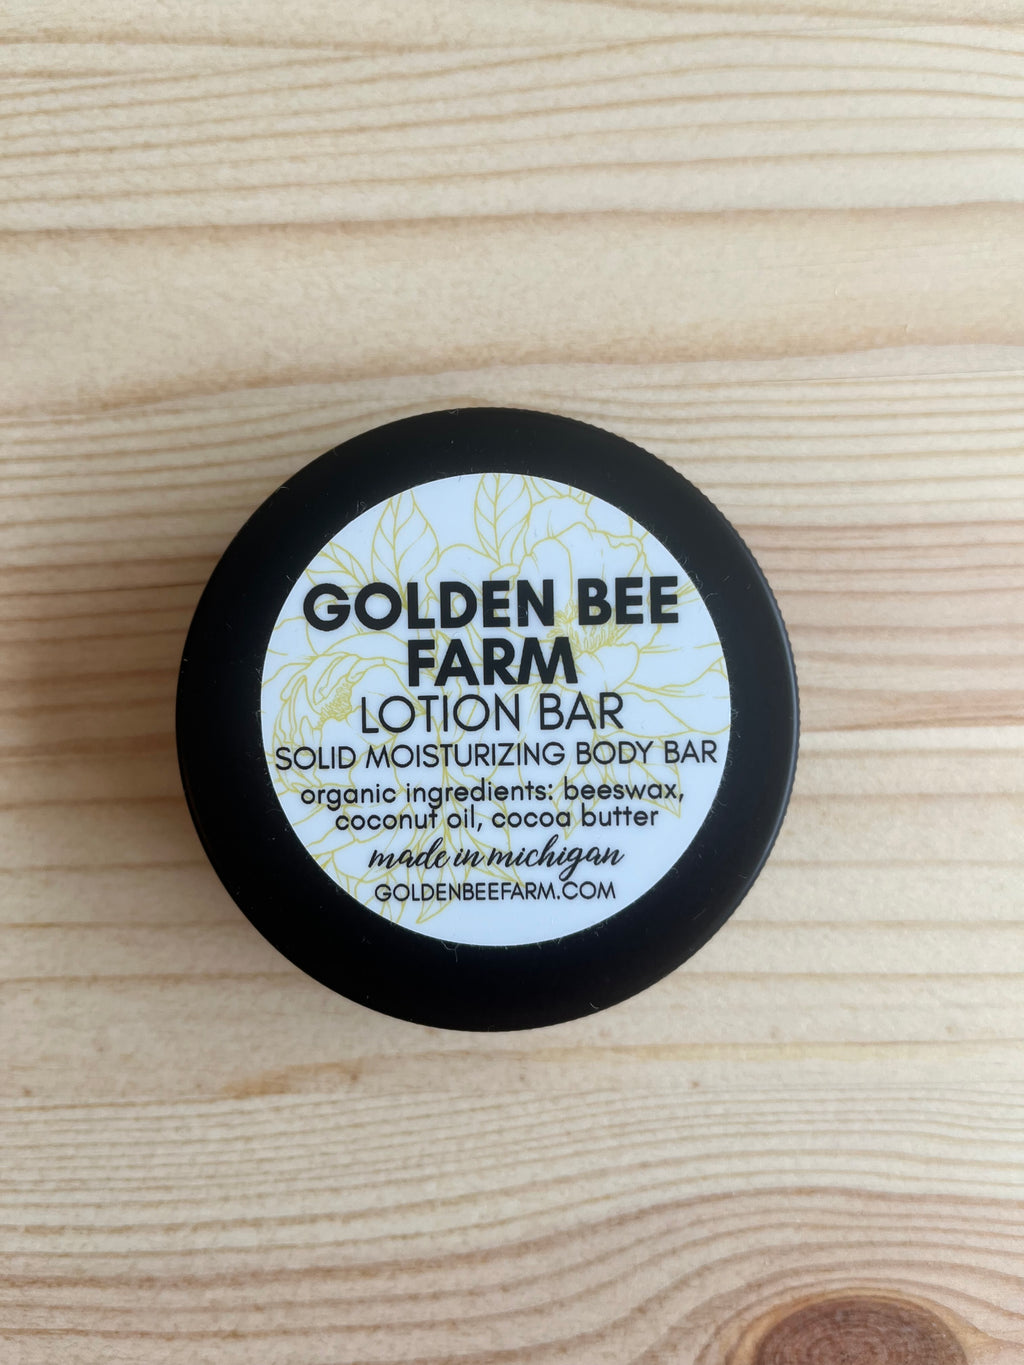 GOLDEN BEE
FARM
LOTION BAR
SOLID MOISTURIZING BODY BAR
organic ingredients: beeswax,
coconut oil, cocoa butter
made in michigan
GOLDENBEEFARM.COM